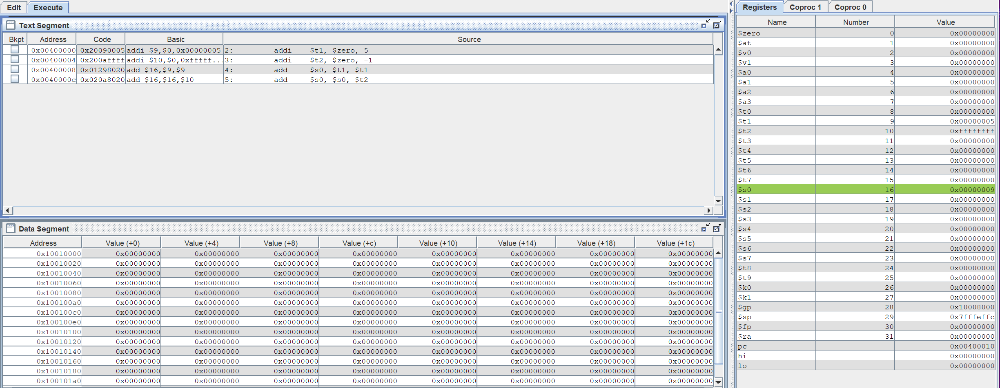 Edit Execute
Text Segment
Bkpt Address Code Basic Source
0x00400000 0x20090005 addi $9,$0,0x00000005 2: addi $t1, $zero, 5
0x00400004 0x200affff addi $10,$0,0xfffff... 3: addi $t2, $zero, -1
0x00400008 0x01298020 add $16,$9,$9 4: add $s0, $t1, $t1
0x0040000c 0x020a8020 add $16,$16,$10 5: add $s0, $s0, $t2
Data Segment
Address Value (+0) Value (+4) Value (+8) Value (+c) Value (+10) Value (+14) Value (+18) Value (+1c)
0x10010000 0x00000000 0x00000000 0x00000000 0x00000000 0x00000000 0x00000000 0x00000000 0x00000000
0x10010020 0x00000000 0x00000000 0x00000000 0x00000000 0x00000000 0x00000000 0x00000000 0x00000000
0x10010040 0x00000000 0x00000000 0x00000000 0x00000000 0x00000000 0x00000000 0x00000000 0x00000000
0x10010060 0x00000000 0x00000000 0x00000000 0x00000000 0x00000000 0x00000000 0x00000000 0x00000000
0x10010080 0x00000000 0x00000000 0x00000000 0x00000000 0x00000000 0x00000000 0x00000000 0x00000000
0x100100a0 0x00000000 0x00000000 0x00000000 0x00000000 0x00000000 0x00000000 0x00000000 0x00000000
0x100100c0 0x00000000 0x00000000 0x00000000 0x00000000 0x00000000 0x00000000 0x00000000 0x00000000
0x100100e0 0x00000000 0x00000000 0x00000000 0x00000000 0x00000000 0x00000000 0x00000000 0x00000000
0x10010100 0x00000000 0x00000000 0x00000000 0x00000000 0x00000000 0x00000000 0x00000000 0x00000000
0x10010120 0x00000000 0x00000000 0x00000000 0x00000000 0x00000000 0x00000000 0x00000000 0x00000000
0x10010140 0x00000000 0x00000000 0x00000000 0x00000000 0x00000000 0x00000000 0x00000000 0x00000000
0x10010160 0x00000000 0x00000000 0x00000000 0x00000000 0x00000000 0x00000000 0x00000000 0x00000000
0x10010180 0x00000000 0x00000000 0x00000000 0x00000000 0x00000000 0x00000000 0x00000000 0x00000000
0x100101a0 0x00000000 0x00000000 0x00000000 0x00000000 0x00000000 0x00000000 0x00000000 0x00000000
Registers Coproc 1 Coproc 0
Name Number Value
$zero 0 0x00000000
$at 1 0x00000000
$v0 2 0x00000000
$v1 3 0x00000000
$a0 4 0x00000000
$a1 5 0x00000000
$a2 6 0x00000000
$a3 7 0x00000000
$t0 8 0x00000000
$t1 9 0x00000005
$t2 10 0xffffffff
$t3 11 0x00000000
$t4 12 0x00000000
$t5 13 0x00000000
$t6 14 0x00000000
$t7 15 0x00000000
$s0 16 0x00000009
$s1 17 0x00000000
$s2 18 0x00000000
$s3 19 0x00000000
$s4 20 0x00000000
$s5 21 0x00000000
$s6 22 0x00000000
$s7 23 0x00000000
$t8 24 0x00000000
$t9 25 0x00000000
$k0 26 0x00000000
$k1 27 0x00000000
$gp 28 0x10008000
$sp 29 0x7fffeffc
$fp 30 0x00000000
$ra 31 0x00000000
pc 0x00400010
hi 0x00000000
lo 0x00000000